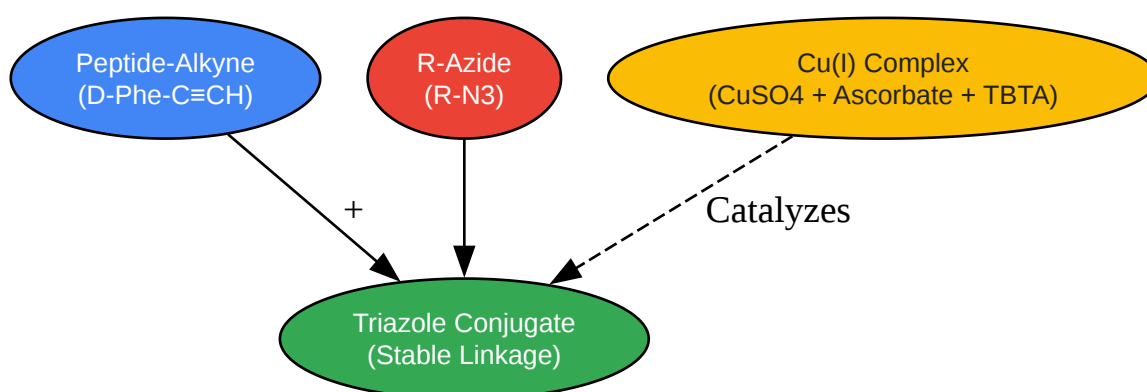 Peptide-Alkyne
(D-Phe-C≡CH)
R-Azide
(R-N3)
Cu(I) Complex
(CuSO4 + Ascorbate + TBTA)
+
Catalyzes
Triazole Conjugate
(Stable Linkage)